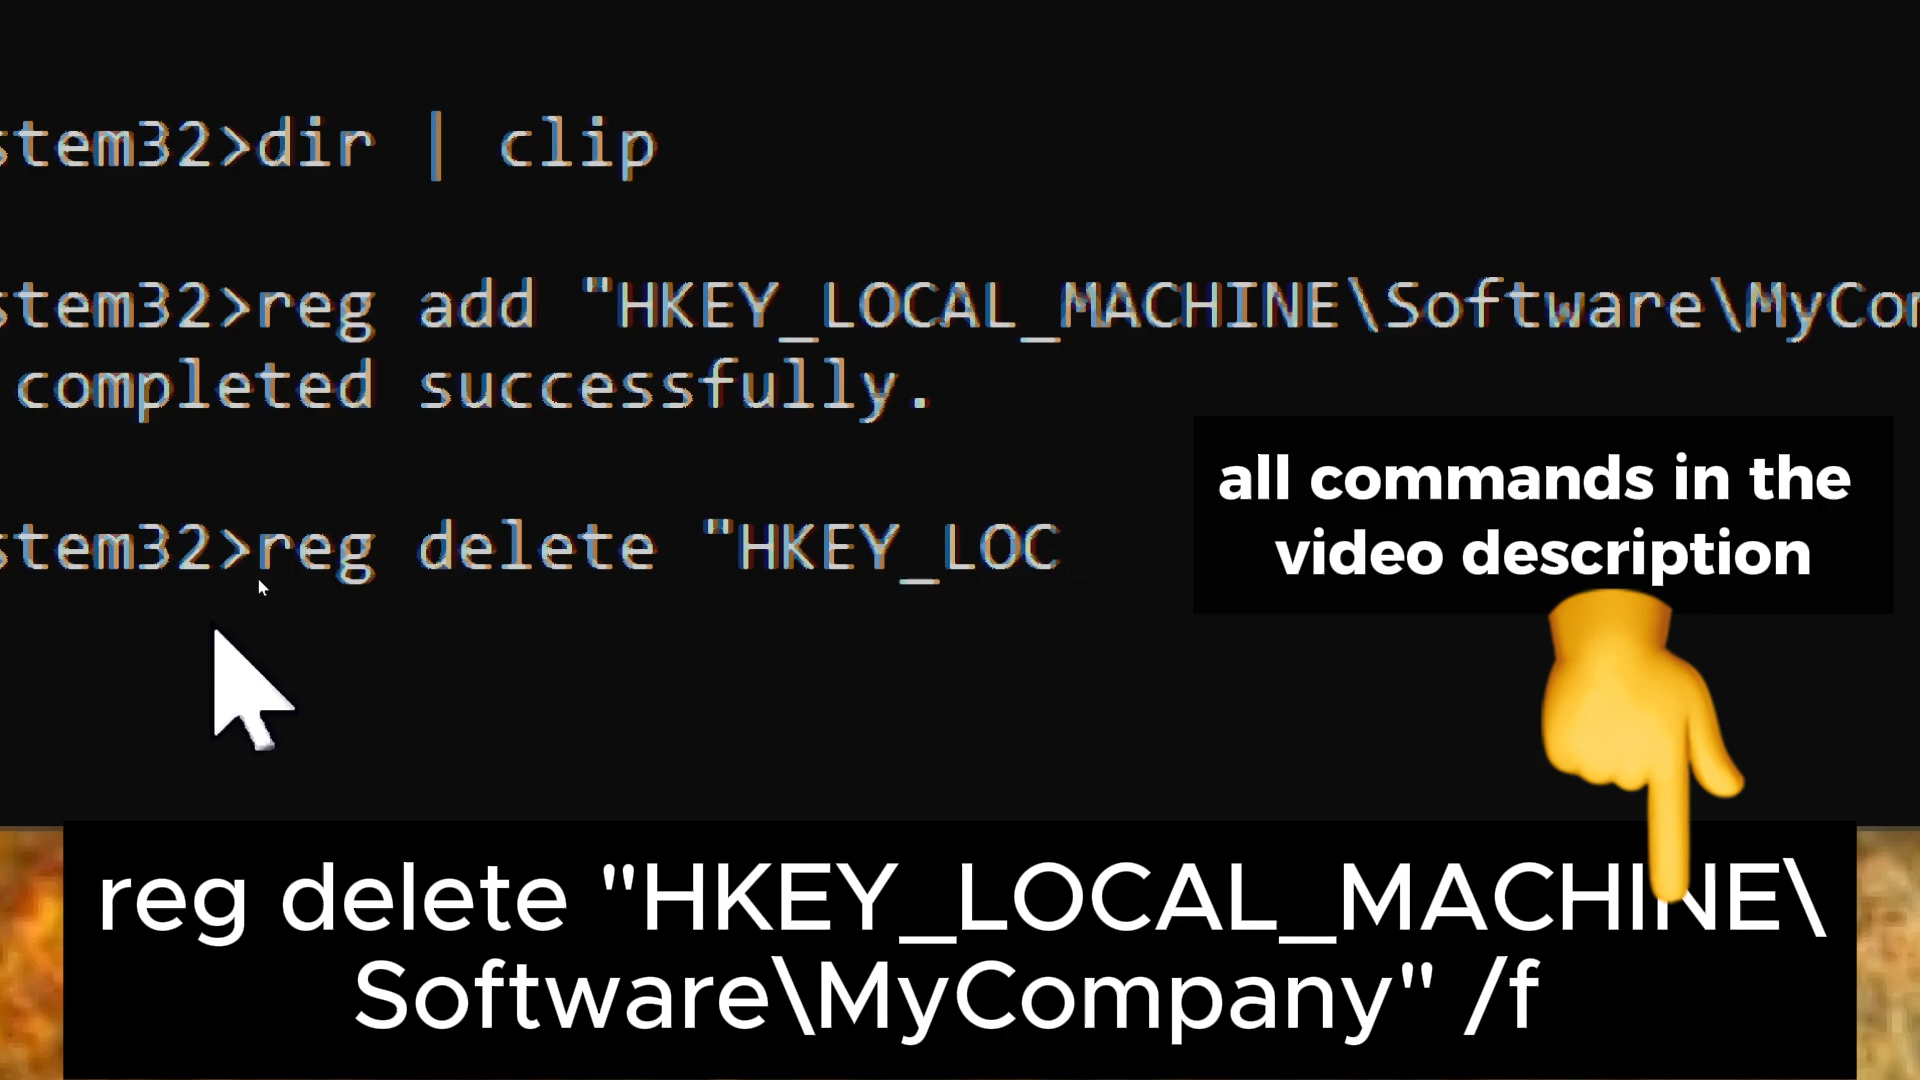 stem32>dir | clip
stem32>reg add "HKEY_LOCAL_MACHINE\Software\MyCom
completed successfully.
all commands in the
video description
stem32>reg delete "HKEY_LOC
reg delete "HKEY_LOCAL_MACHINE\
Software\MyCompany" /f